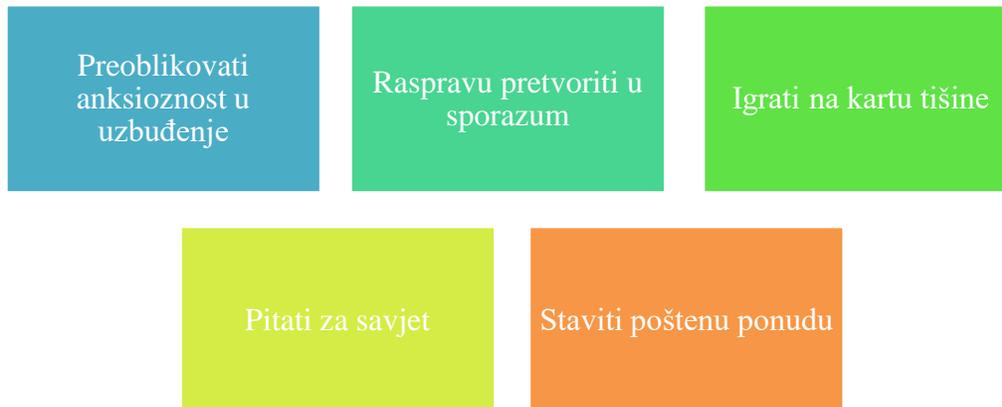 Preoblikovati
anksioznost u
uzbuđenje
Raspravu pretvoriti u
sporazum
Igrati na kartu tišine
Pitati za savjet
Staviti poštenu ponudu